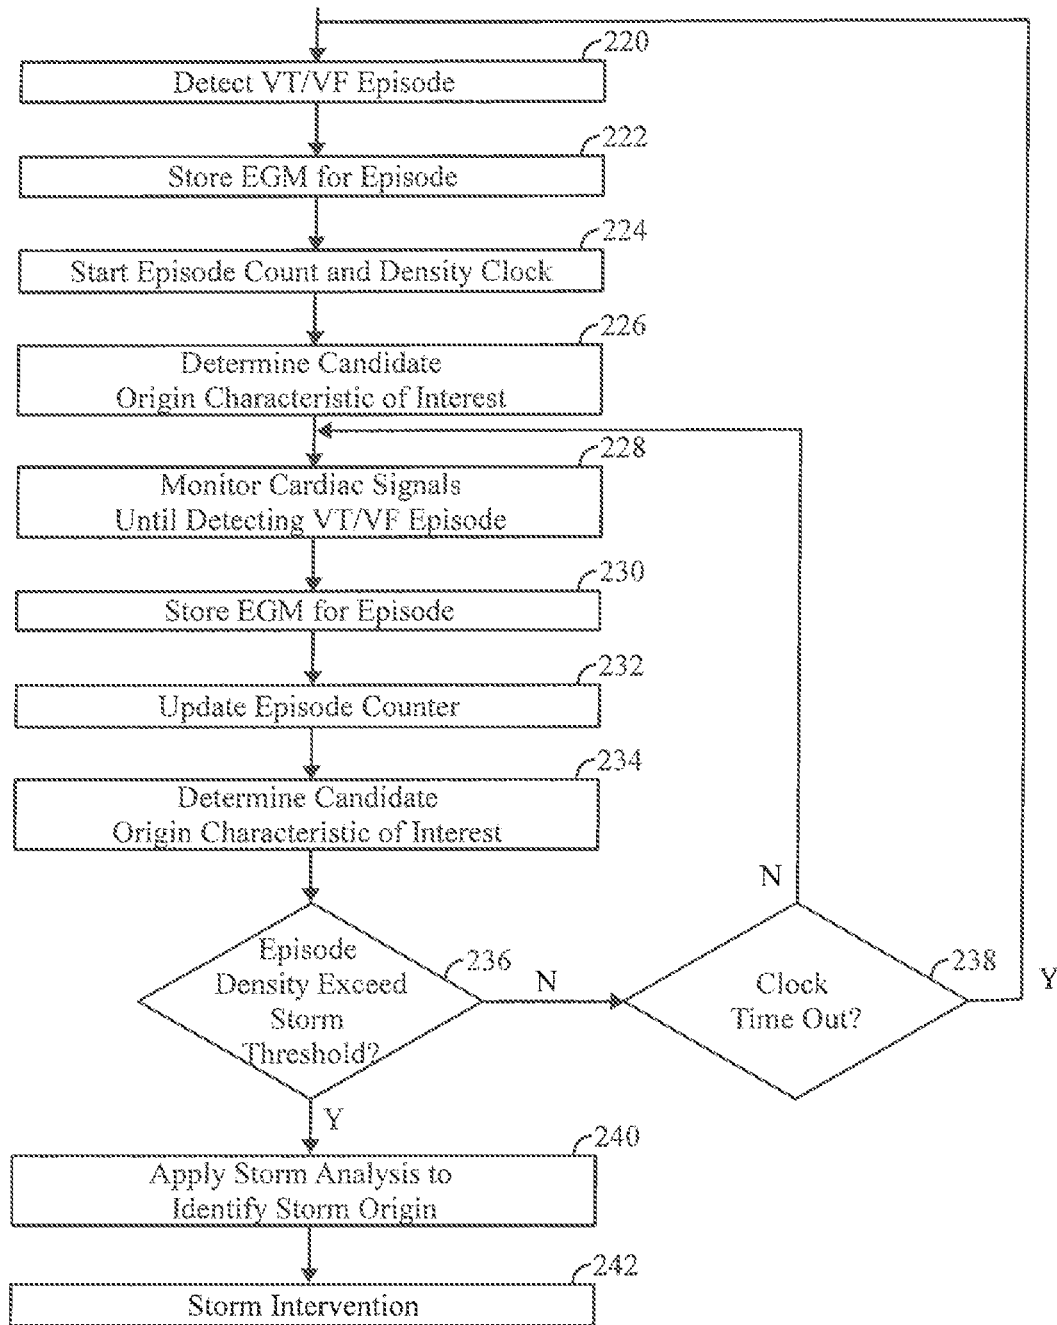 220
Detect VT/VF Episode
222
Store EGM for Episode
224
Start Episode Count and Density Clock
226
Determine Candidate
Origin Characteristic of Interest
228
Monitor Cardiac Signals
Until Detecting VT/VF Episode
230
Store EGM for Episode
232
Update Episode Counter
234
Determine Candidate
Origin Characteristic of Interest
Episode
Density Exceed
Storm
Threshold?
236
N
Y
Clock
Time Out?
238
N
Y
240
Apply Storm Analysis to
Identify Storm Origin
242
Storm Intervention